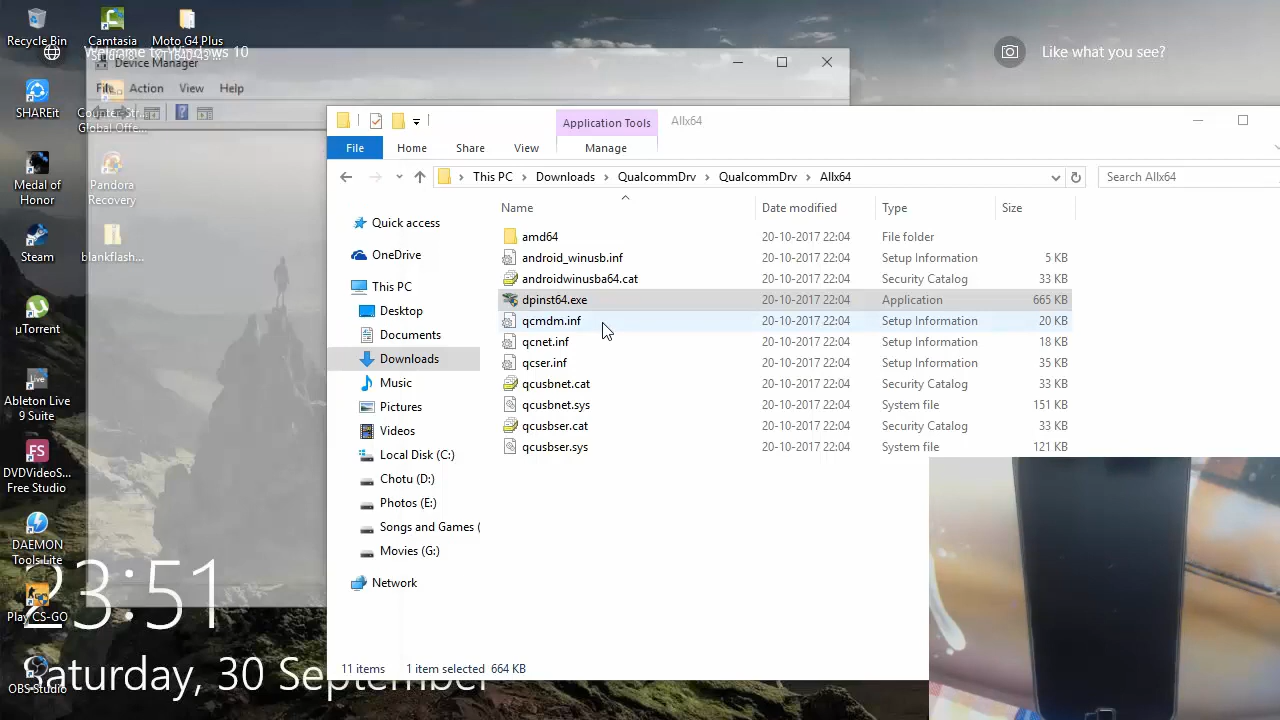 Recycle Bin
Camtasia
Studio 8
Moto G4 Plus
Welcome to Windows 10
Like what you see?
Device Manager
File Action View Help
SHAREit
Counter-Str...
Global Offe...
Medal of
Honor
Pandora
Recovery
Steam
blankflash...
µTorrent
Live
Ableton Live
9 Suite
FS
DVDVideoS...
Free Studio
DAEMON
Tools Lite
Play CS-GO
OBS Studio
23:51
Saturday, 30 September
Application Tools
Allx64
File Home Share View Manage
This PC Downloads QualcommDrv QualcommDrv Allx64
Search Allx64
Quick access
OneDrive
This PC
Desktop
Documents
Downloads
Music
Pictures
Videos
Local Disk (C:)
Chotu (D:)
Photos (E:)
Songs and Games (
Movies (G:)
Network
Name Date modified Type Size
amd64 20-10-2017 22:04 File folder
android_winusb.inf 20-10-2017 22:04 Setup Information 5 KB
androidwinusba64.cat 20-10-2017 22:04 Security Catalog 33 KB
dpinst64.exe 20-10-2017 22:04 Application 665 KB
qcmdm.inf 20-10-2017 22:04 Setup Information 20 KB
qcnet.inf 20-10-2017 22:04 Setup Information 18 KB
qcser.inf 20-10-2017 22:04 Setup Information 35 KB
qcusbnet.cat 20-10-2017 22:04 Security Catalog 33 KB
qcusbnet.sys 20-10-2017 22:04 System file 151 KB
qcusbser.cat 20-10-2017 22:04 Security Catalog 33 KB
qcusbser.sys 20-10-2017 22:04 System file 121 KB
11 items 1 item selected 664 KB